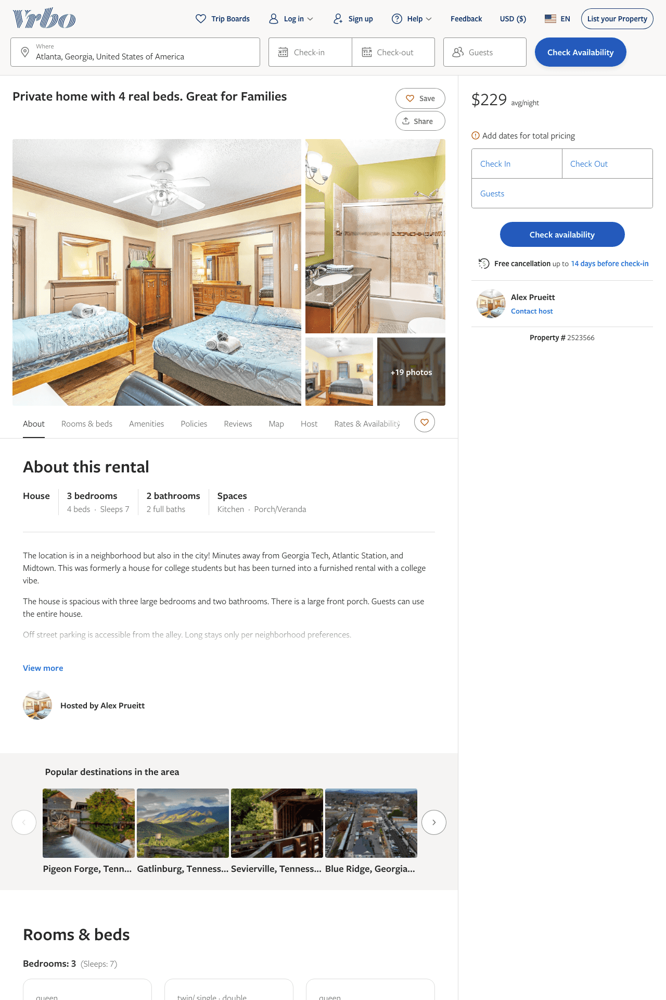 Vrbo
Trip Boards
Log in
Sign up
Help
Feedback
USD ($)
EN
List your Property
Where
Atlanta, Georgia, United States of America
Check-in
Check-out
Guests
Check Availability
Private home with 4 real beds. Great for Families
Save
Share
+19 photos
$229 avg/night
Add dates for total pricing
Check In
Check Out
Guests
Check availability
Free cancellation up to 14 days before check-in
Alex Prueitt
Contact host
Property # 2523566
About
Rooms & beds
Amenities
Policies
Reviews
Map
Host
Rates & Availability
About this rental
House
3 bedrooms
4 beds · Sleeps 7
2 bathrooms
2 full baths
Spaces
Kitchen · Porch/Veranda
The location is in a neighborhood but also in the city! Minutes away from Georgia Tech, Atlantic Station, and
Midtown. This was formerly a house for college students but has been turned into a furnished rental with a college
vibe.
The house is spacious with three large bedrooms and two bathrooms. There is a large front porch. Guests can use
the entire house.
Off street parking is accessible from the alley. Long stays only per neighborhood preferences.
View more
Hosted by Alex Prueitt
Popular destinations in the area
Pigeon Forge, Tenn...
Gatlinburg, Tenness...
Sevierville, Tenness...
Blue Ridge, Georgia...
Rooms & beds
Bedrooms: 3 (Sleeps: 7)
queen
twin/ single · double
queen